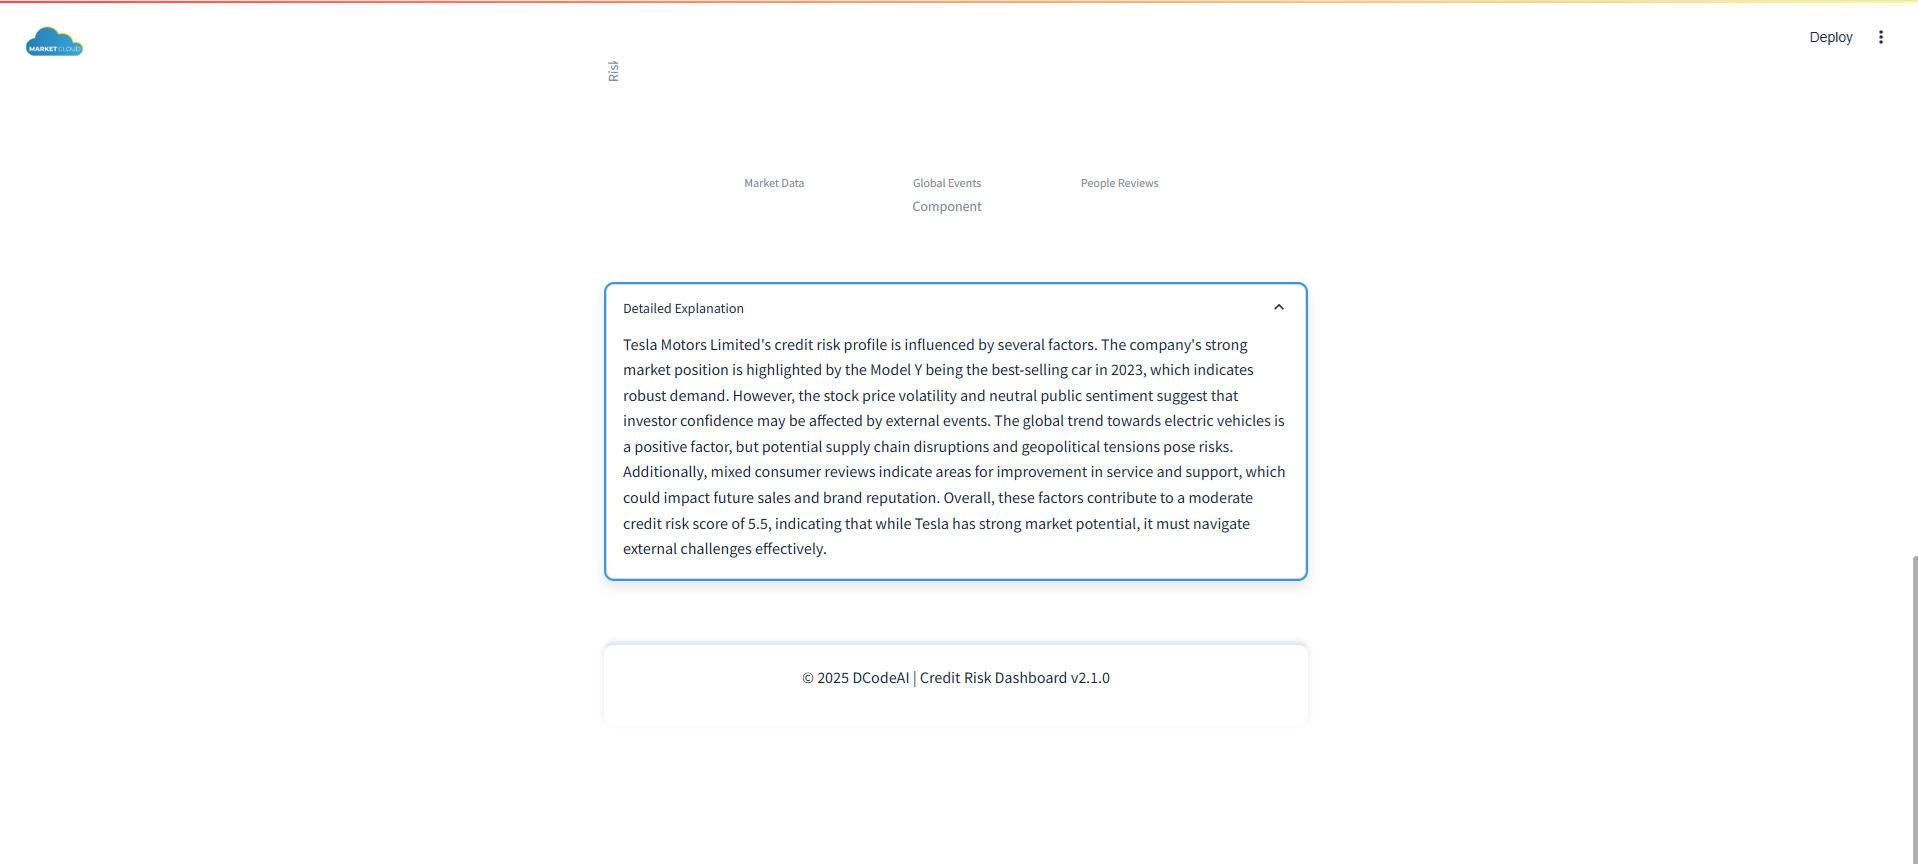 MARKET CLOUD
Deploy
Market Data
Global Events
People Reviews
Component
Detailed Explanation
Tesla Motors Limited's credit risk profile is influenced by several factors. The company's strong
market position is highlighted by the Model Y being the best-selling car in 2023, which indicates
robust demand. However, the stock price volatility and neutral public sentiment suggest that
investor confidence may be affected by external events. The global trend towards electric vehicles is
a positive factor, but potential supply chain disruptions and geopolitical tensions pose risks.
Additionally, mixed consumer reviews indicate areas for improvement in service and support, which
could impact future sales and brand reputation. Overall, these factors contribute to a moderate
credit risk score of 5.5, indicating that while Tesla has strong market potential, it must navigate
external challenges effectively.
© 2025 DCodeAI | Credit Risk Dashboard v2.1.0